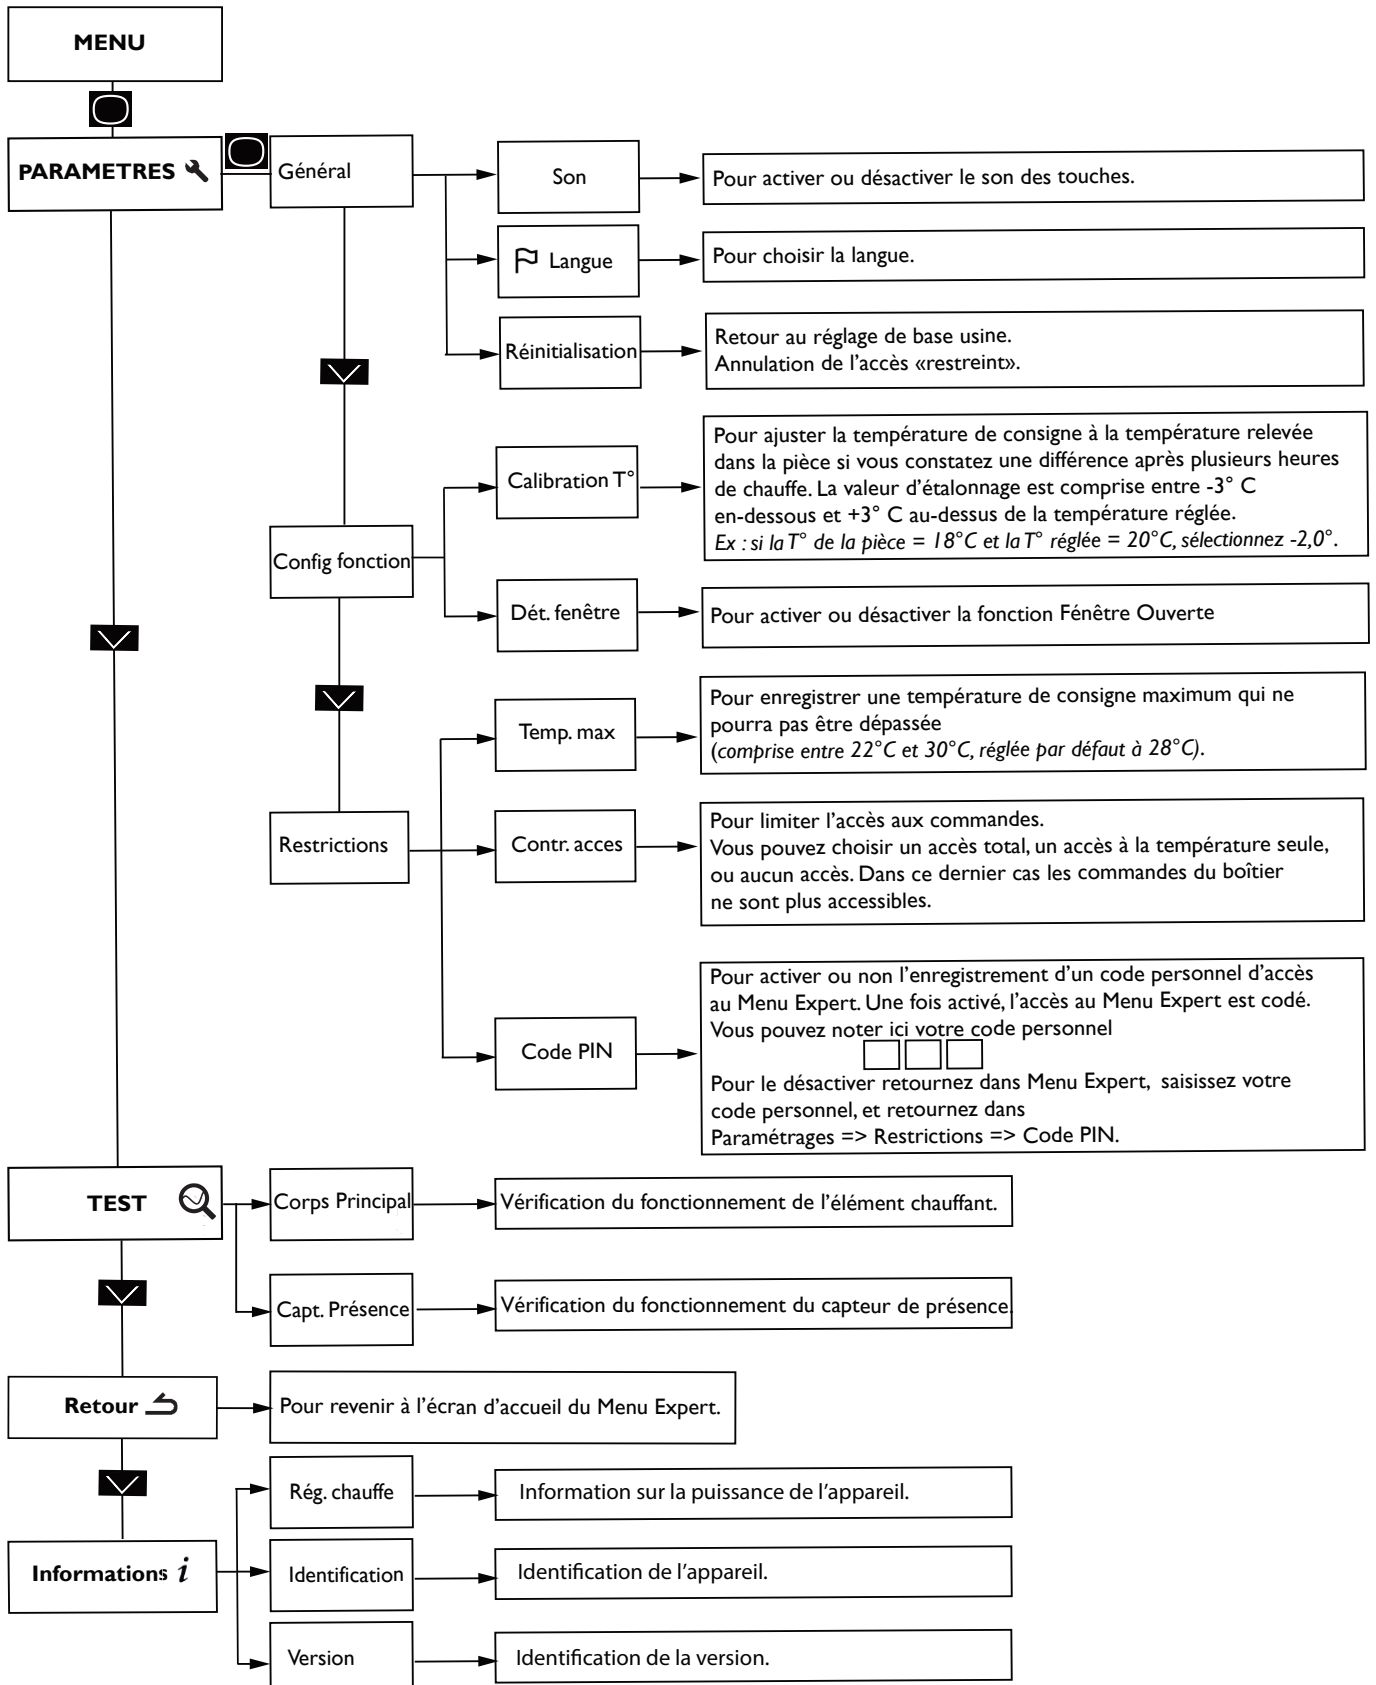 MENU
PARAMETRES
Général
Son
Pour activer ou désactiver le son des touches.
Langue
Pour choisir la langue.
Réinitialisation
Retour au réglage de base usine.
Annulation de l'accès «restreint».
Config fonction
Calibration T°
Pour ajuster la température de consigne à la température relevée
dans la pièce si vous constatez une différence après plusieurs heures
de chauffe. La valeur d'étalonnage est comprise entre -3° C
en-dessous et +3° C au-dessus de la température réglée.
Ex : si la T° de la pièce = 18°C et la T° réglée = 20°C, sélectionnez -2,0°.
Dét. fenêtre
Pour activer ou désactiver la fonction Fénêtre Ouverte
Restrictions
Temp. max
Pour enregistrer une température de consigne maximum qui ne
pourra pas être dépassée
(comprise entre 22°C et 30°C, réglée par défaut à 28°C).
Contr. acces
Pour limiter l'accès aux commandes.
Vous pouvez choisir un accès total, un accès à la température seule,
ou aucun accès. Dans ce dernier cas les commandes du boîtier
ne sont plus accessibles.
Code PIN
Pour activer ou non l'enregistrement d'un code personnel d'accès
au Menu Expert. Une fois activé, l'accès au Menu Expert est codé.
Vous pouvez noter ici votre code personnel
Pour le désactiver retournez dans Menu Expert, saisissez votre
code personnel, et retournez dans
Paramétrages => Restrictions => Code PIN.
TEST
Corps Principal
Vérification du fonctionnement de l'élément chauffant.
Capt. Présence
Vérification du fonctionnement du capteur de présence.
Retour
Pour revenir à l'écran d'accueil du Menu Expert.
Informations i
Rég. chauffe
Information sur la puissance de l'appareil.
Identification
Identification de l'appareil.
Version
Identification de la version.